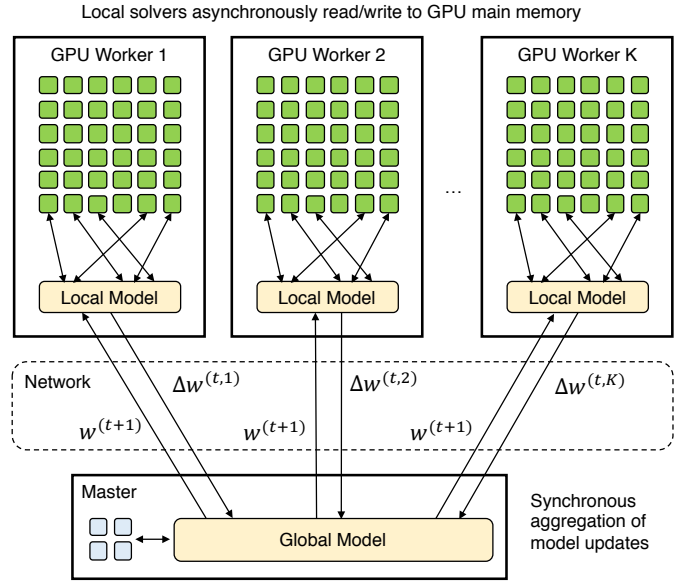 Local solvers asynchronously read/write to GPU main memory
GPU Worker 1
GPU Worker 2
GPU Worker K
...
Local Model
Local Model
Local Model
Network
Δw^(t,1)
Δw^(t,2)
Δw^(t,K)
w^(t+1)
w^(t+1)
w^(t+1)
Master
Global Model
Synchronous
aggregation of
model updates